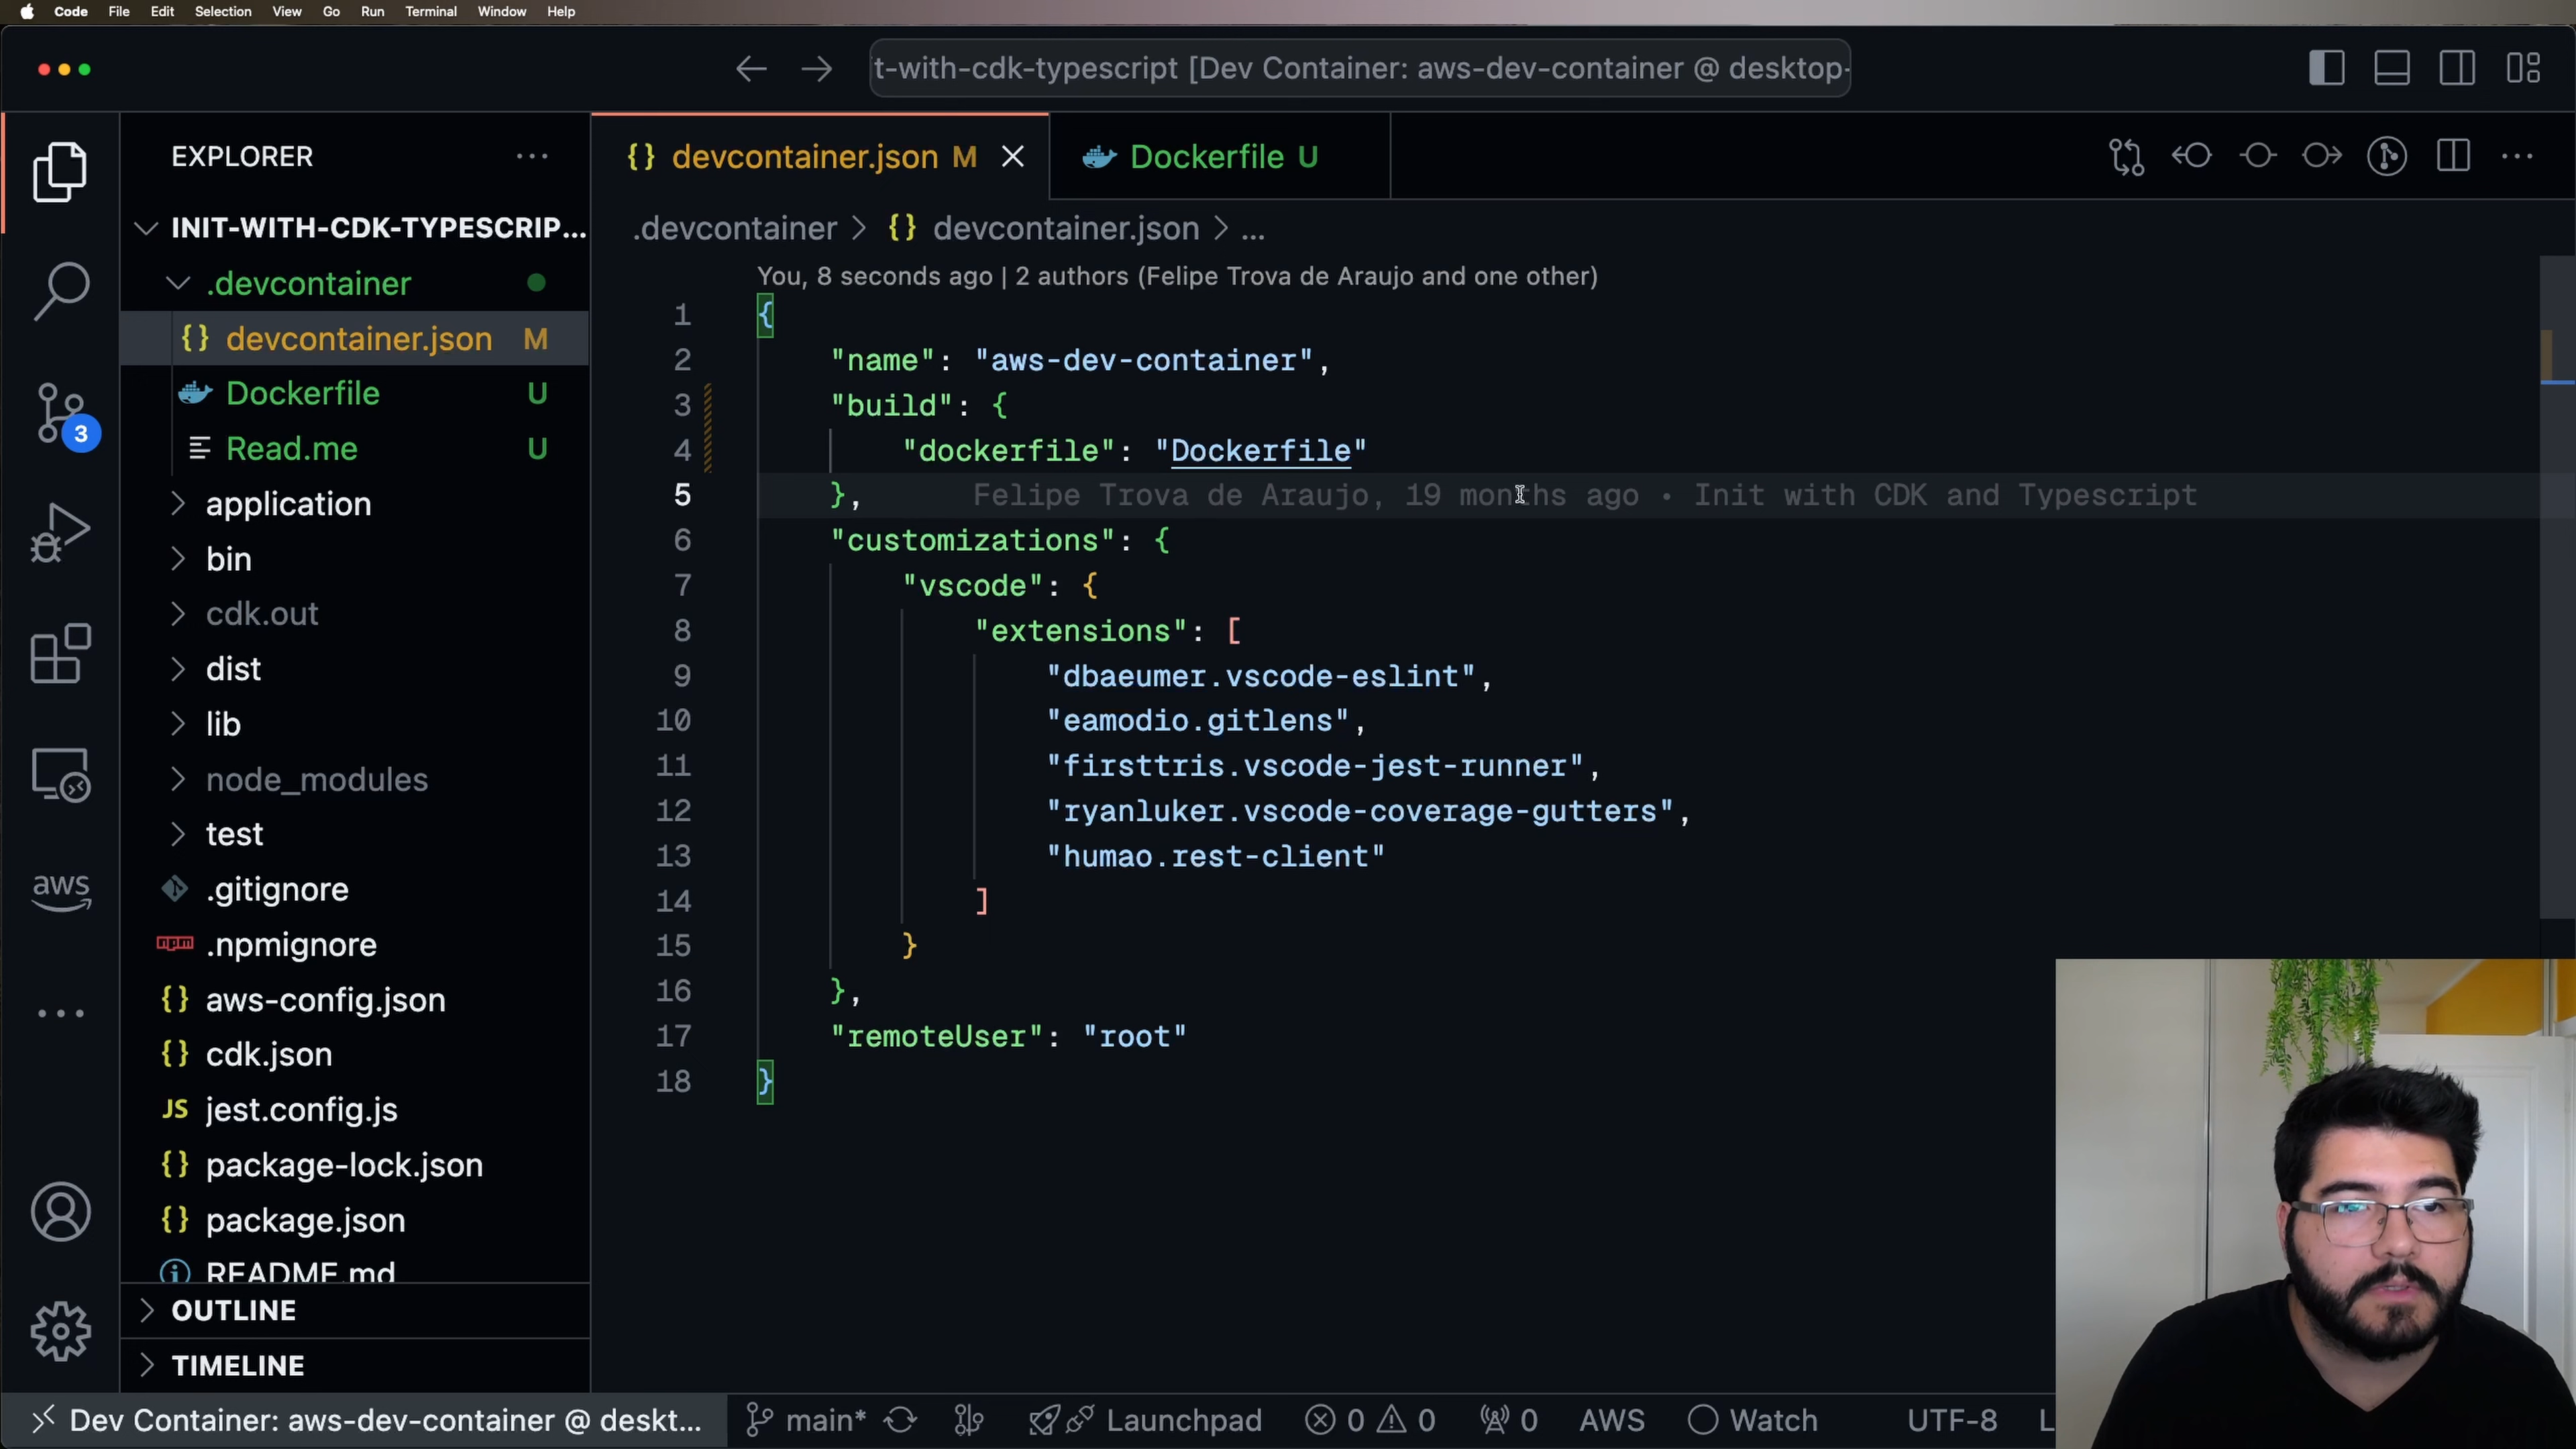 Code File Edit Selection View Go Run Terminal Window Help
t-with-cdk-typescript [Dev Container: aws-dev-container @ desktop-
EXPLORER
devcontainer.json M
Dockerfile U
INIT-WITH-CDK-TYPESCRIP...
.devcontainer > {} devcontainer.json > ...
.devcontainer
{} devcontainer.json M
Dockerfile U
Read.me U
application
bin
cdk.out
dist
lib
node_modules
test
.gitignore
npm .npmignore
{} aws-config.json
{} cdk.json
JS jest.config.js
{} package-lock.json
{} package.json
README.md
OUTLINE
TIMELINE
3
aws
You, 8 seconds ago | 2 authors (Felipe Trova de Araujo and one other)
1 {
2 "name": "aws-dev-container",
3 "build": {
4 "dockerfile": "Dockerfile"
5 }, Felipe Trova de Araujo, 19 months ago • Init with CDK and Typescript
6 "customizations": {
7 "vscode": {
8 "extensions": [
9 "dbaeumer.vscode-eslint",
10 "eamodio.gitlens",
11 "firsttris.vscode-jest-runner",
12 "ryanluker.vscode-coverage-gutters",
13 "humao.rest-client"
14 ]
15 }
16 },
17 "remoteUser": "root"
18 }
Dev Container: aws-dev-container @ deskt... main* Launchpad 0 0 0 AWS Watch UTF-8 L